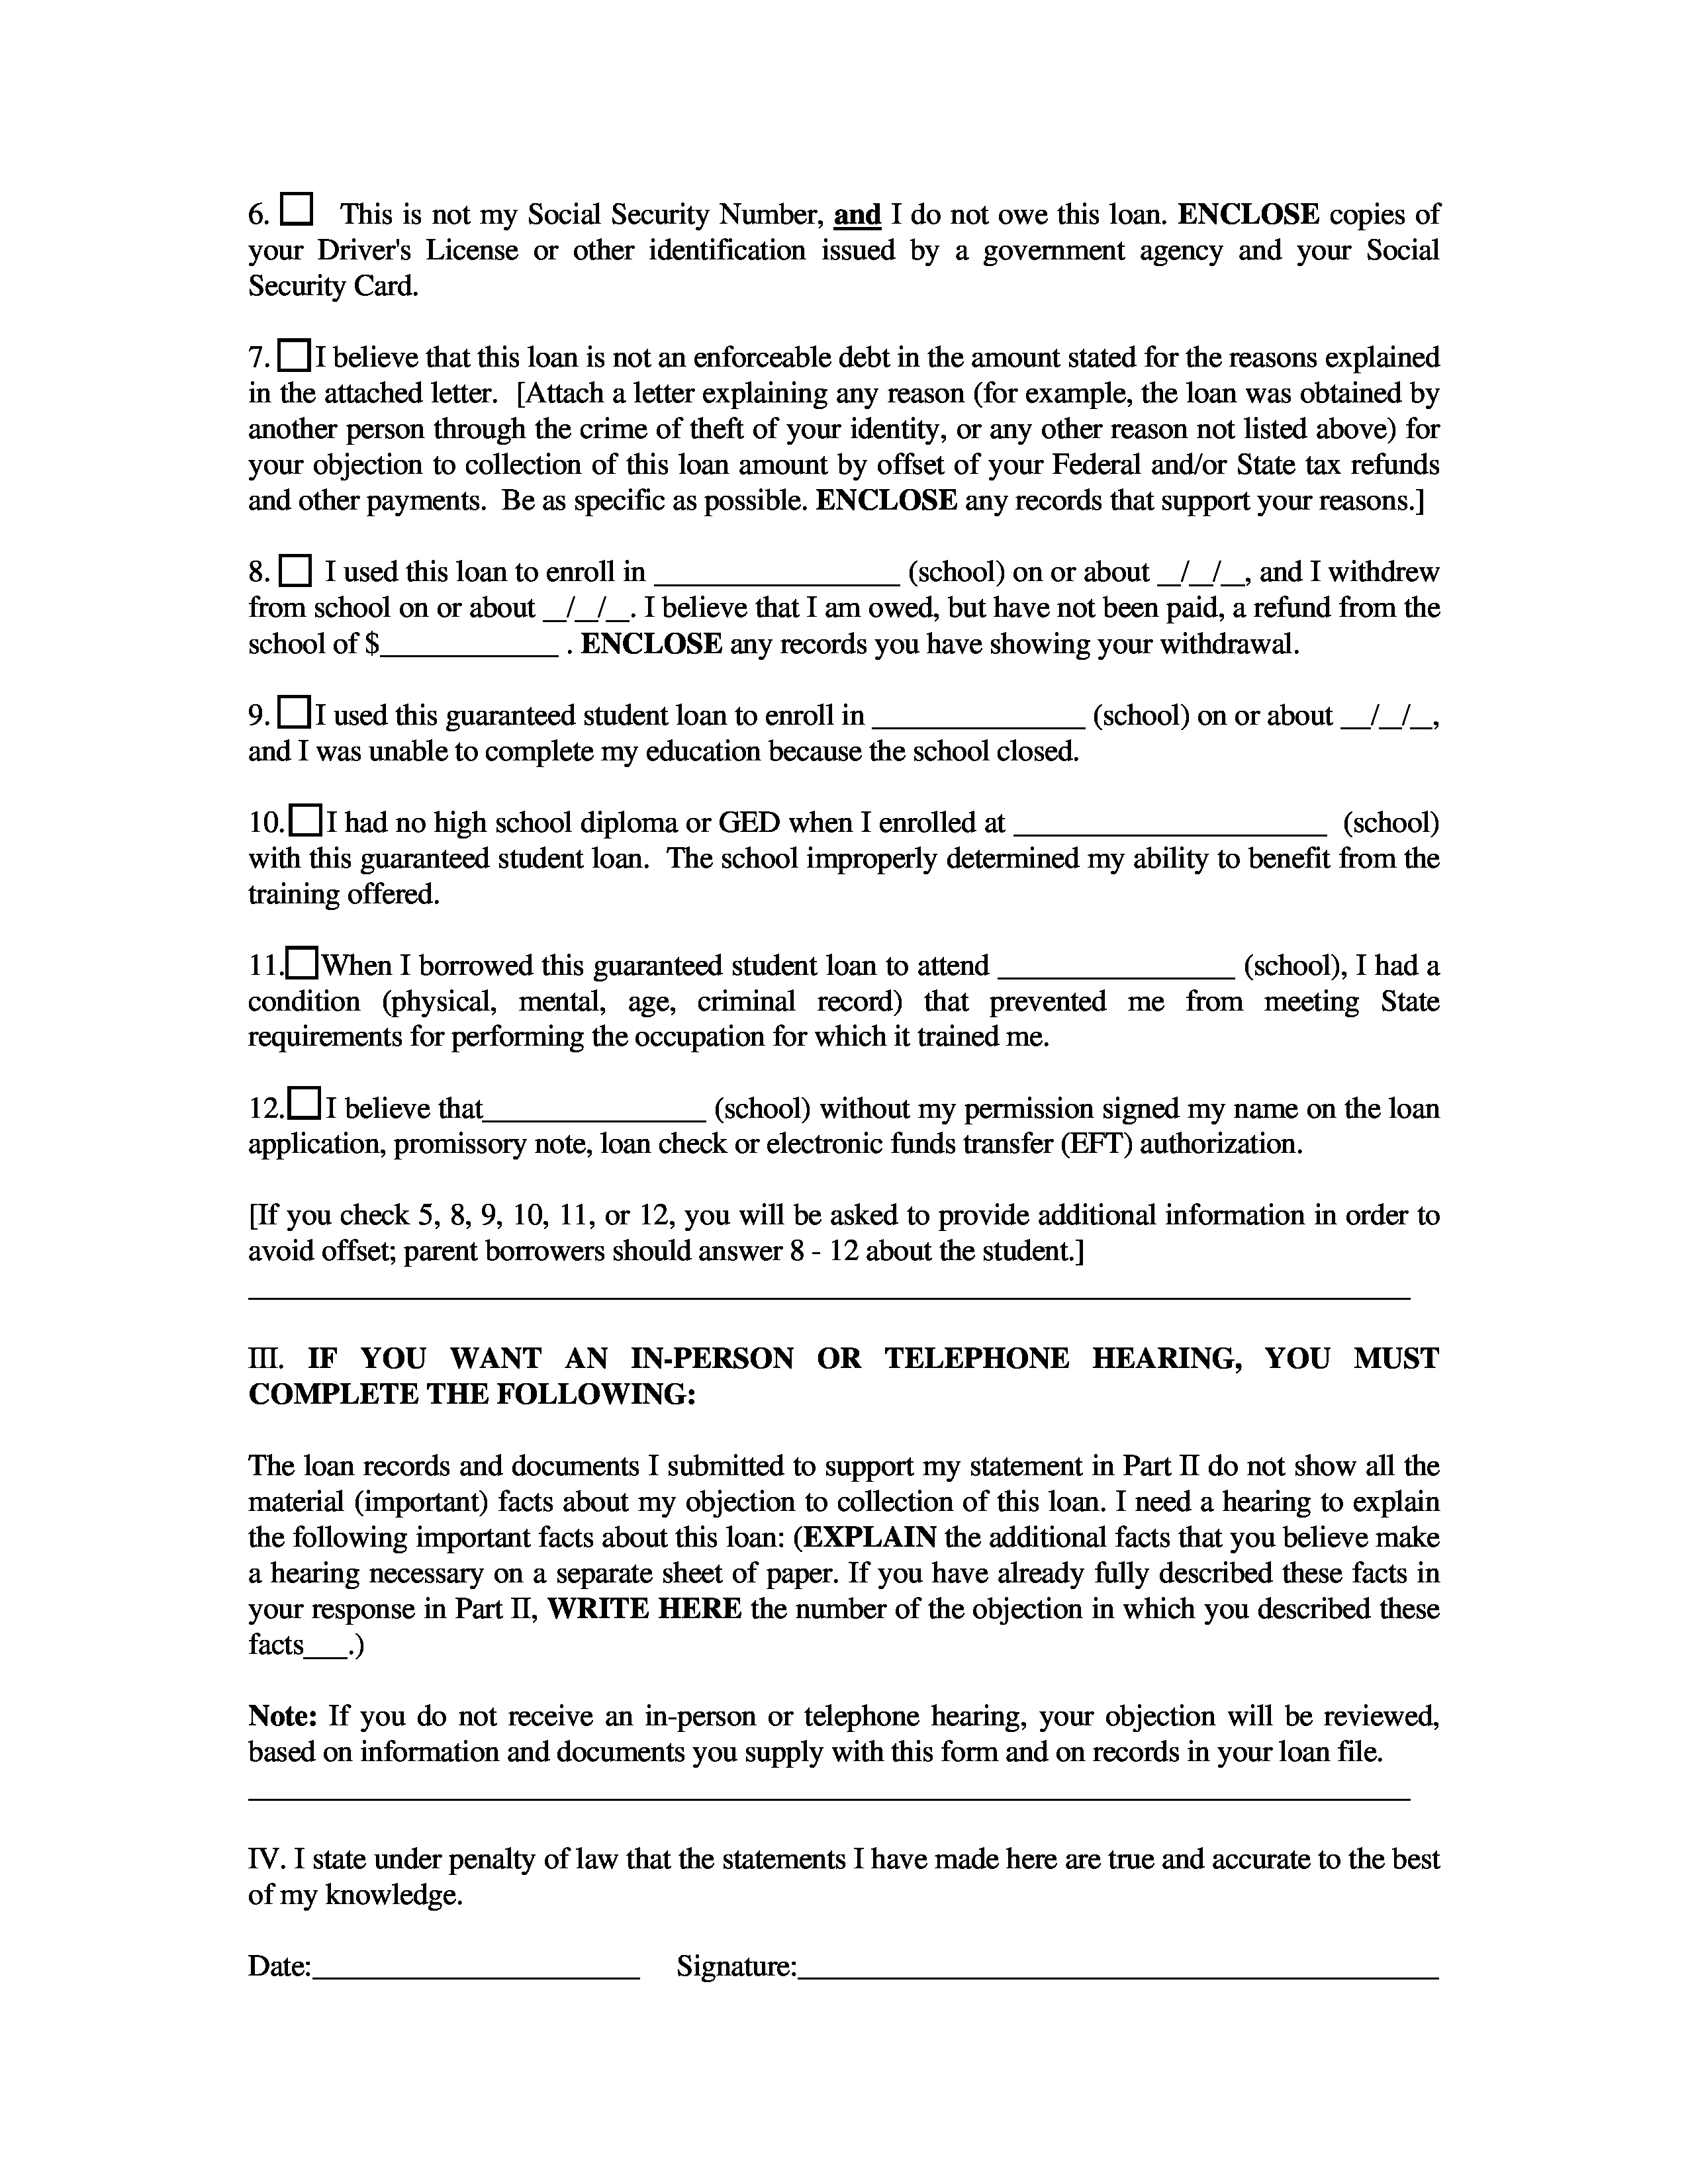 6. ☐ This is not my Social Security Number, and I do not owe this loan. ENCLOSE copies of
your Driver's License or other identification issued by a government agency and your Social
Security Card.
7. ☐ I believe that this loan is not an enforceable debt in the amount stated for the reasons explained
in the attached letter. [Attach a letter explaining any reason (for example, the loan was obtained by
another person through the crime of theft of your identity, or any other reason not listed above) for
your objection to collection of this loan amount by offset of your Federal and/or State tax refunds
and other payments. Be as specific as possible. ENCLOSE any records that support your reasons.]
8. ☐ I used this loan to enroll in ________________ (school) on or about __/__/__, and I withdrew
from school on or about __/__/__. I believe that I am owed, but have not been paid, a refund from the
school of $____________ . ENCLOSE any records you have showing your withdrawal.
9. ☐ I used this guaranteed student loan to enroll in ______________ (school) on or about __/__/__,
and I was unable to complete my education because the school closed.
10. ☐ I had no high school diploma or GED when I enrolled at _____________________ (school)
with this guaranteed student loan. The school improperly determined my ability to benefit from the
training offered.
11. ☐ When I borrowed this guaranteed student loan to attend ________________ (school), I had a
condition (physical, mental, age, criminal record) that prevented me from meeting State
requirements for performing the occupation for which it trained me.
12. ☐ I believe that_______________ (school) without my permission signed my name on the loan
application, promissory note, loan check or electronic funds transfer (EFT) authorization.
[If you check 5, 8, 9, 10, 11, or 12, you will be asked to provide additional information in order to
avoid offset; parent borrowers should answer 8 - 12 about the student.]
III. IF YOU WANT AN IN-PERSON OR TELEPHONE HEARING, YOU MUST
COMPLETE THE FOLLOWING:
The loan records and documents I submitted to support my statement in Part II do not show all the
material (important) facts about my objection to collection of this loan. I need a hearing to explain
the following important facts about this loan: (EXPLAIN the additional facts that you believe make
a hearing necessary on a separate sheet of paper. If you have already fully described these facts in
your response in Part II, WRITE HERE the number of the objection in which you described these
facts___.)
Note: If you do not receive an in-person or telephone hearing, your objection will be reviewed,
based on information and documents you supply with this form and on records in your loan file.
IV. I state under penalty of law that the statements I have made here are true and accurate to the best
of my knowledge.
Date:______________________ Signature:___________________________________________